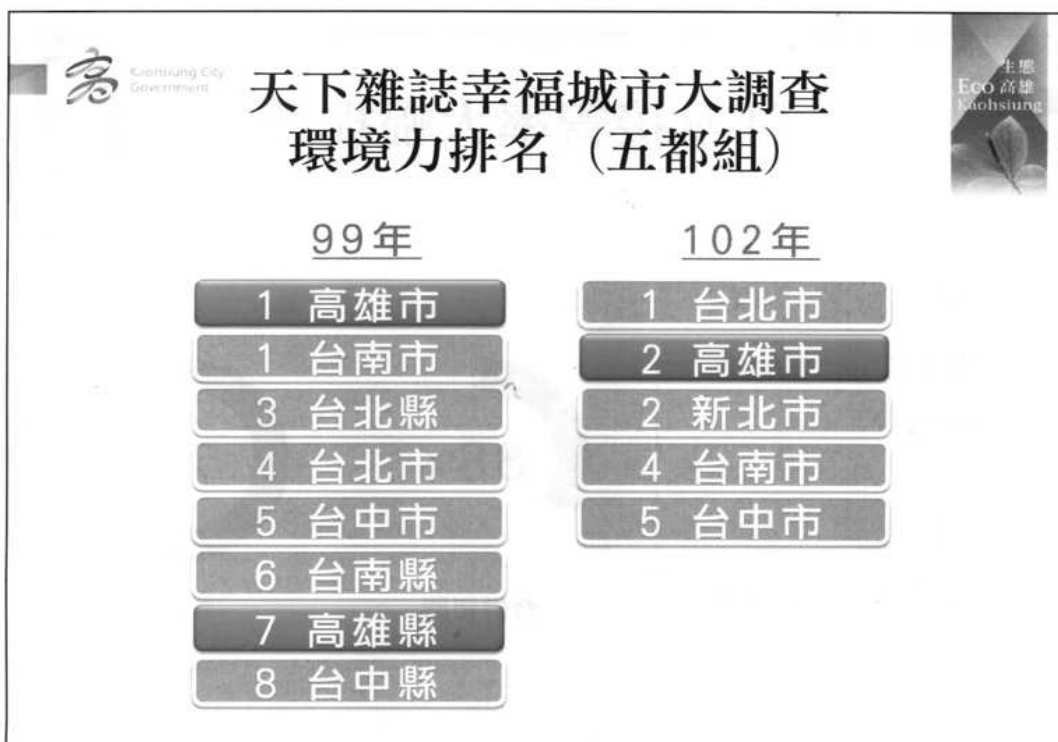 高
Kaohsiung City
Government
生態
Eco 高雄
Kaohsiung
天下雜誌幸福城市大調查
環境力排名（五都組）
99年
1 高雄市
1 台南市
3 台北縣
4 台北市
5 台中市
6 台南縣
7 高雄縣
8 台中縣
102年
1 台北市
2 高雄市
2 新北市
4 台南市
5 台中市